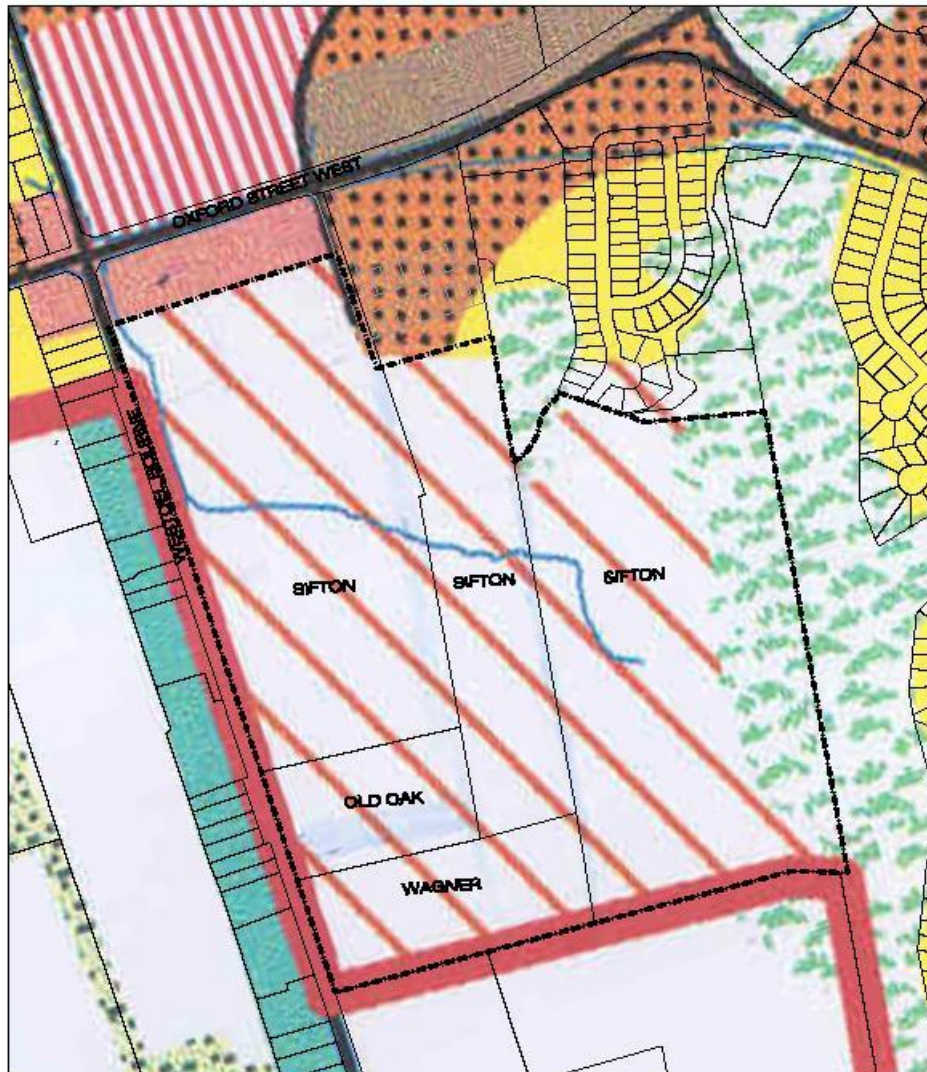 OXFORD STREET WEST
WESTDEL BOURNE
SIFTON
SIFTON
SIFTON
OLD OAK
WAGNER